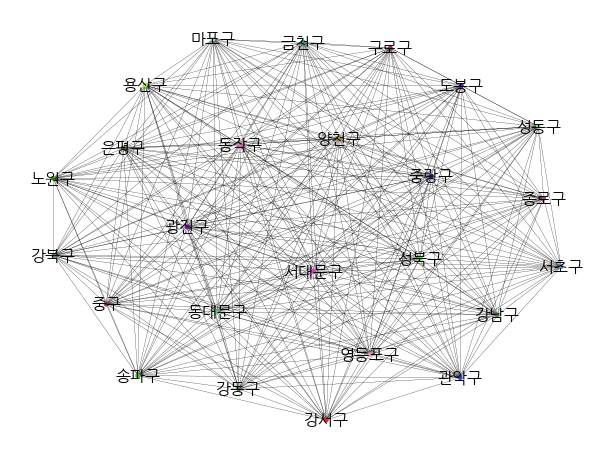 마포구
금천구
구로구
용산구
도봉구
성동구
은평구
동작구
양천구
노원구
중랑구
종로구
광진구
강북구
서대문구
성북구
서초구
중구
동대문구
강남구
영등포구
송파구
강동구
관악구
강서구